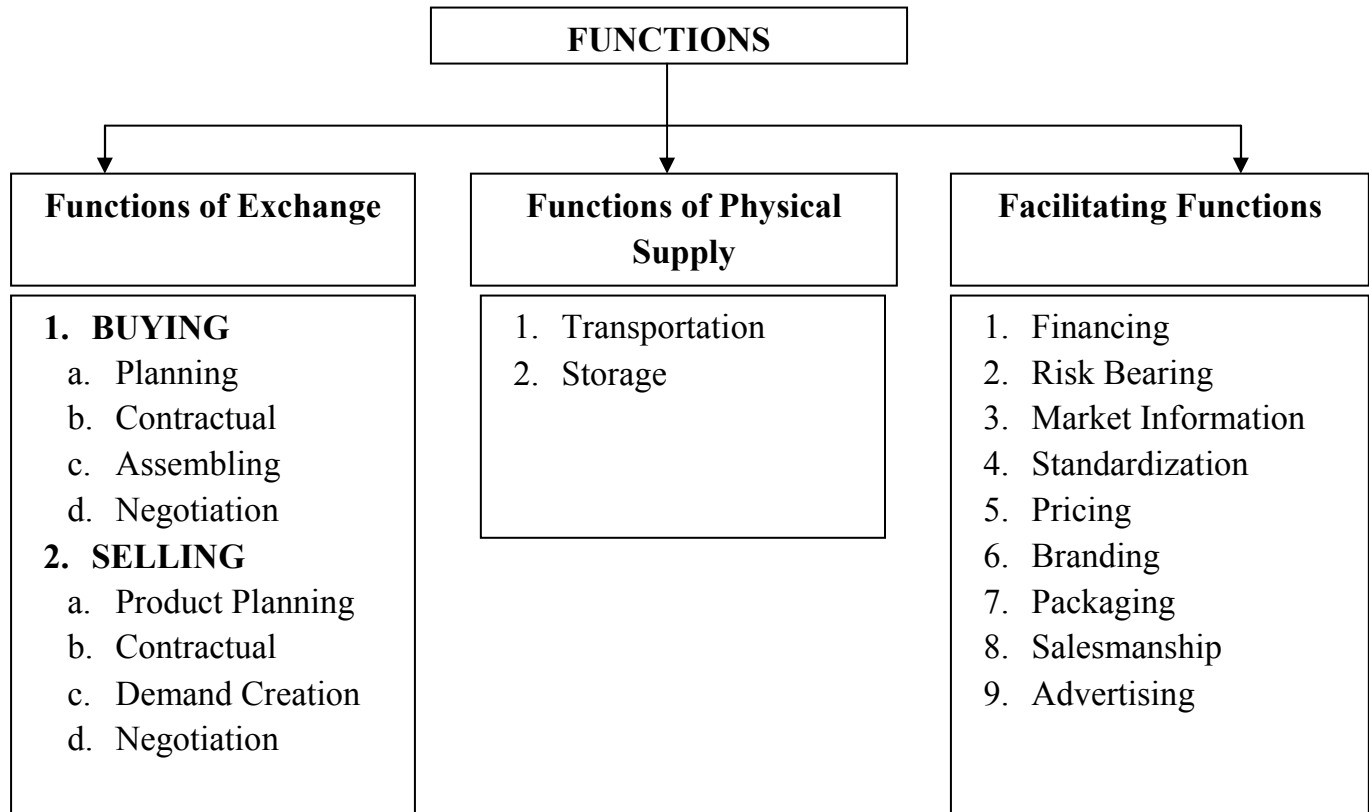 FUNCTIONS
Functions of Exchange
1. BUYING
a. Planning
b. Contractual
c. Assembling
d. Negotiation
2. SELLING
a. Product Planning
b. Contractual
c. Demand Creation
d. Negotiation
Functions of Physical
Supply
1. Transportation
2. Storage
Facilitating Functions
1. Financing
2. Risk Bearing
3. Market Information
4. Standardization
5. Pricing
6. Branding
7. Packaging
8. Salesmanship
9. Advertising